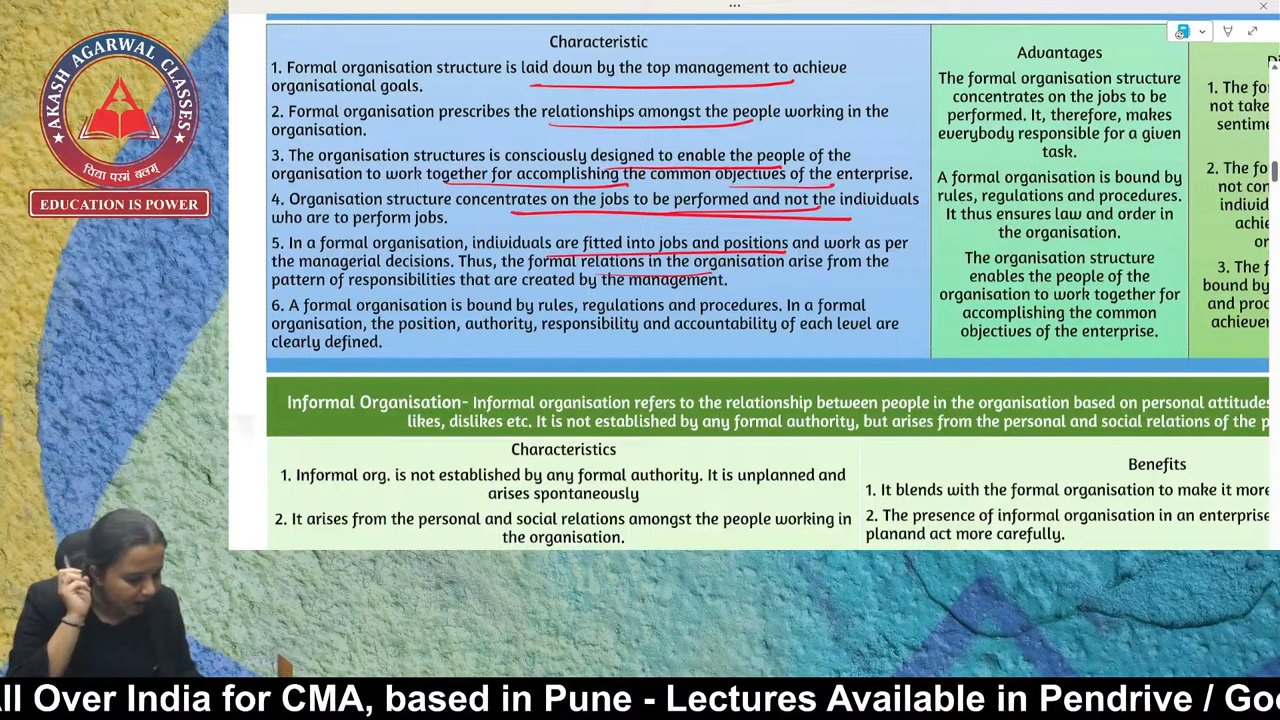 AKASH AGARWAL CLASSES
विद्या परमं बलम्
EDUCATION IS POWER
Characteristic
1. Formal organisation structure is laid down by the top management to achieve
organisational goals.
2. Formal organisation prescribes the relationships amongst the people working in the
organisation.
3. The organisation structures is consciously designed to enable the people of the
organisation to work together for accomplishing the common objectives of the enterprise.
4. Organisation structure concentrates on the jobs to be performed and not the individuals
who are to perform jobs.
5. In a formal organisation, individuals are fitted into jobs and positions and work as per
the managerial decisions. Thus, the formal relations in the organisation arise from the
pattern of responsibilities that are created by the management.
6. A formal organisation is bound by rules, regulations and procedures. In a formal
organisation, the position, authority, responsibility and accountability of each level are
clearly defined.
Advantages
The formal organisation structure
concentrates on the jobs to be
performed. It, therefore, makes
everybody responsible for a given
task.
A formal organisation is bound by
rules, regulations and procedures.
It thus ensures law and order in
the organisation.
The organisation structure
enables the people of the
organisation to work together for
accomplishing the common
objectives of the enterprise.
1. The
not take
2. The
not
3. The
bound by
and
Informal Organisation- Informal organisation refers to the relationship between people in the organisation based on personal attitudes
likes, dislikes etc. It is not established by any formal authority, but arises from the personal and social relations of the
Characteristics
1. Informal org. is not established by any formal authority. It is unplanned and
arises spontaneously
2. It arises from the personal and social relations amongst the people working in
the organisation.
Benefits
1. It blends with the formal organisation to make it more
2. The presence of informal organisation in an enterprise
planand act more carefully.
All Over India for CMA, based in Pune - Lectures Available in Pendrive /